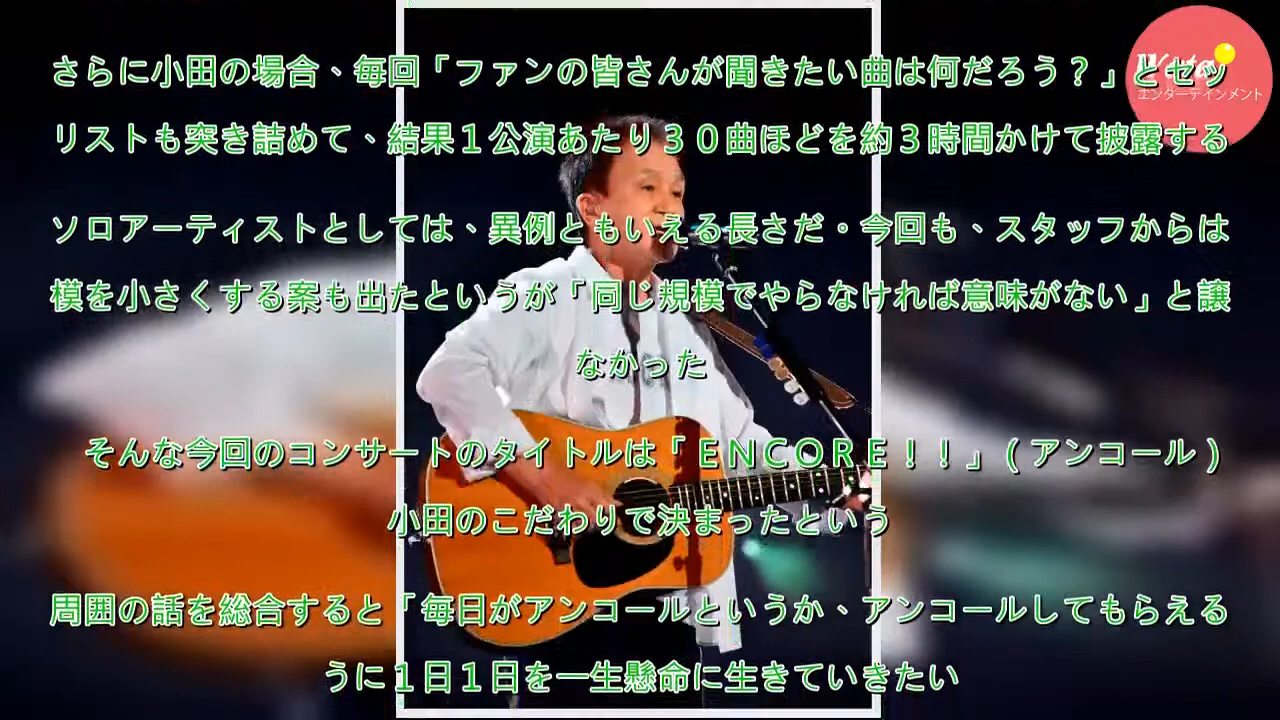 さらに小田の場合、毎回「ファンの皆さんが聞きたい曲は何だろう？」とセッ
リストも突き詰めて、結果１公演あたり３０曲ほどを約３時間かけて披露する
ソロアーティストとしては、異例ともいえる長さだ・今回も、スタッフからは
模を小さくする案も出たというが「同じ規模でやらなければ意味がない」と譲
なかった
そんな今回のコンサートのタイトルは「ＥＮＣＯＲＥ！！」(アンコール)
小田のこだわりで決まったという
周囲の話を総合すると「毎日がアンコールというか、アンコールしてもらえる
うに１日１日を一生懸命に生きていきたい
エンターテインメント